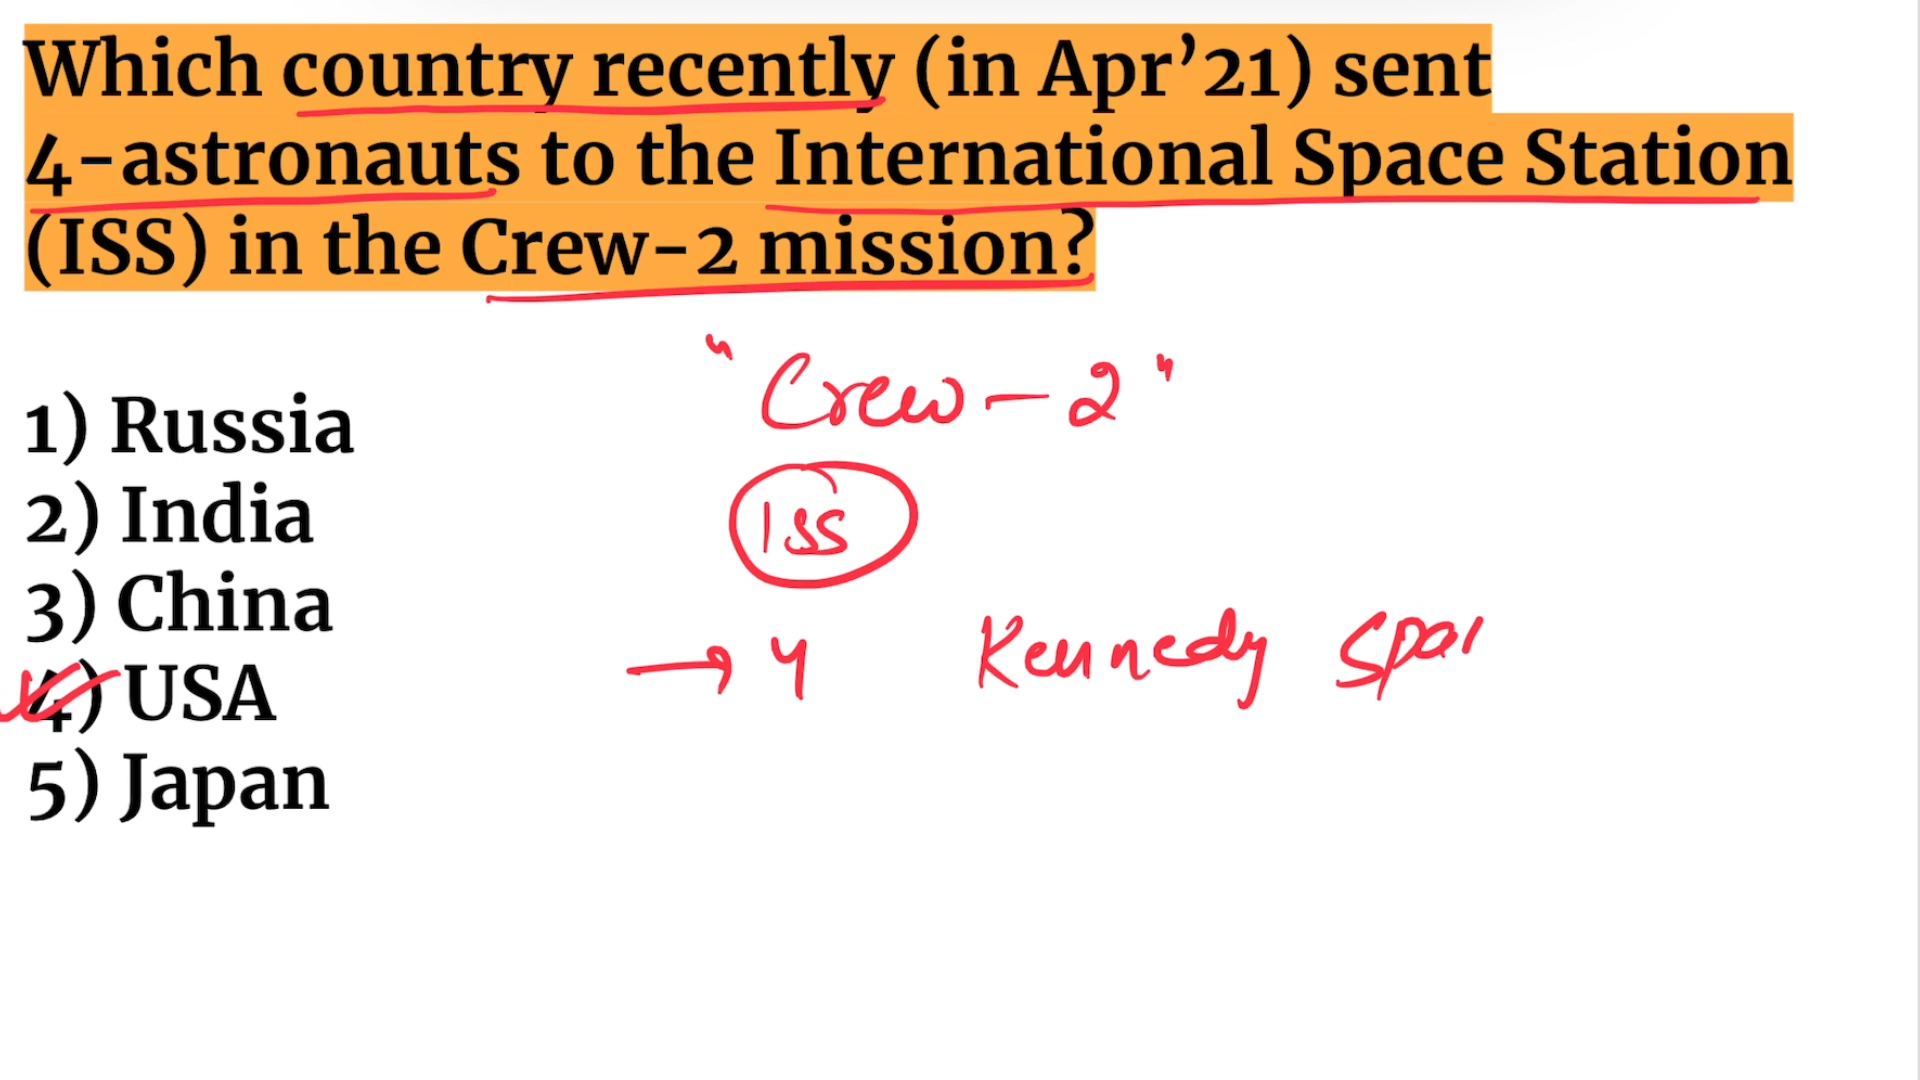 Which country recently (in Apr’21) sent
4-astronauts to the International Space Station
(ISS) in the Crew-2 mission?
"Crew-2"
1) Russia
2) India
ISS
3) China
→ 4 Kennedy Spa
4) USA
5) Japan